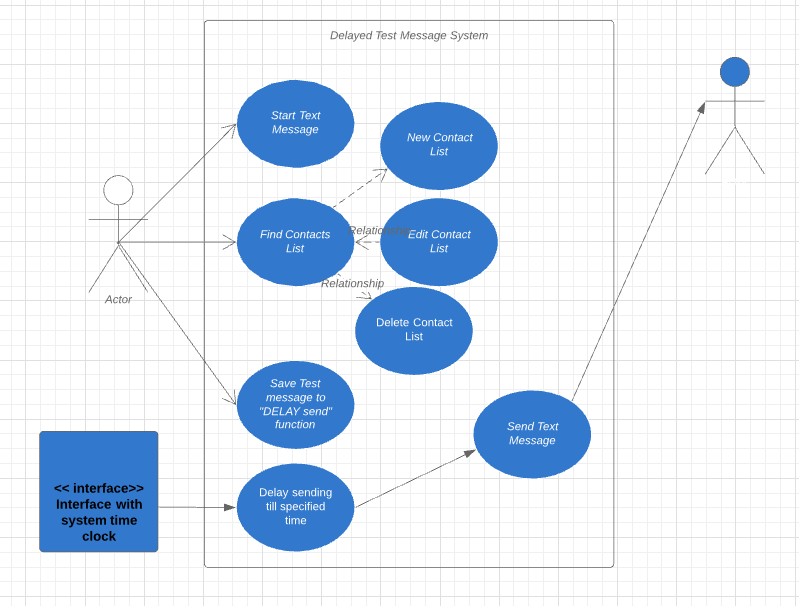 Delayed Test Message System
Start Text
Message
New Contact
List
Find Contacts
List
Relationship
Edit Contact
List
Relationship
Delete Contact
List
Actor
Save Test
message to
"DELAY send"
function
Send Text
Message
<< interface>>
Interface with
system time
clock
Delay sending
till specified
time